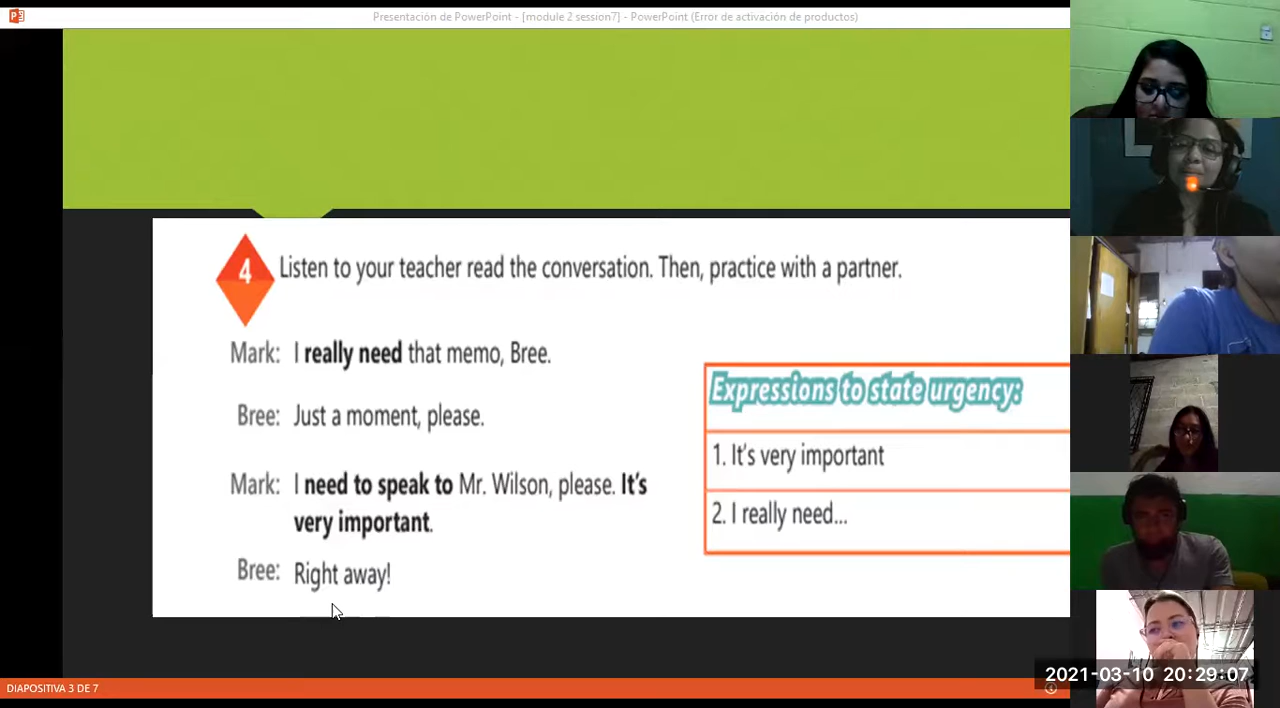 Presentación de PowerPoint - [module 2 session7] - PowerPoint (Error de activación de productos)
4
Listen to your teacher read the conversation. Then, practice with a partner.
Mark: I really need that memo, Bree.
Bree: Just a moment, please.
Mark: I need to speak to Mr. Wilson, please. It's
very important.
Bree: Right away!
Expressions to state urgency:
1. It's very important
2. I really need...
2021-03-10 20:29:07
DIAPOSITIVA 3 DE 7